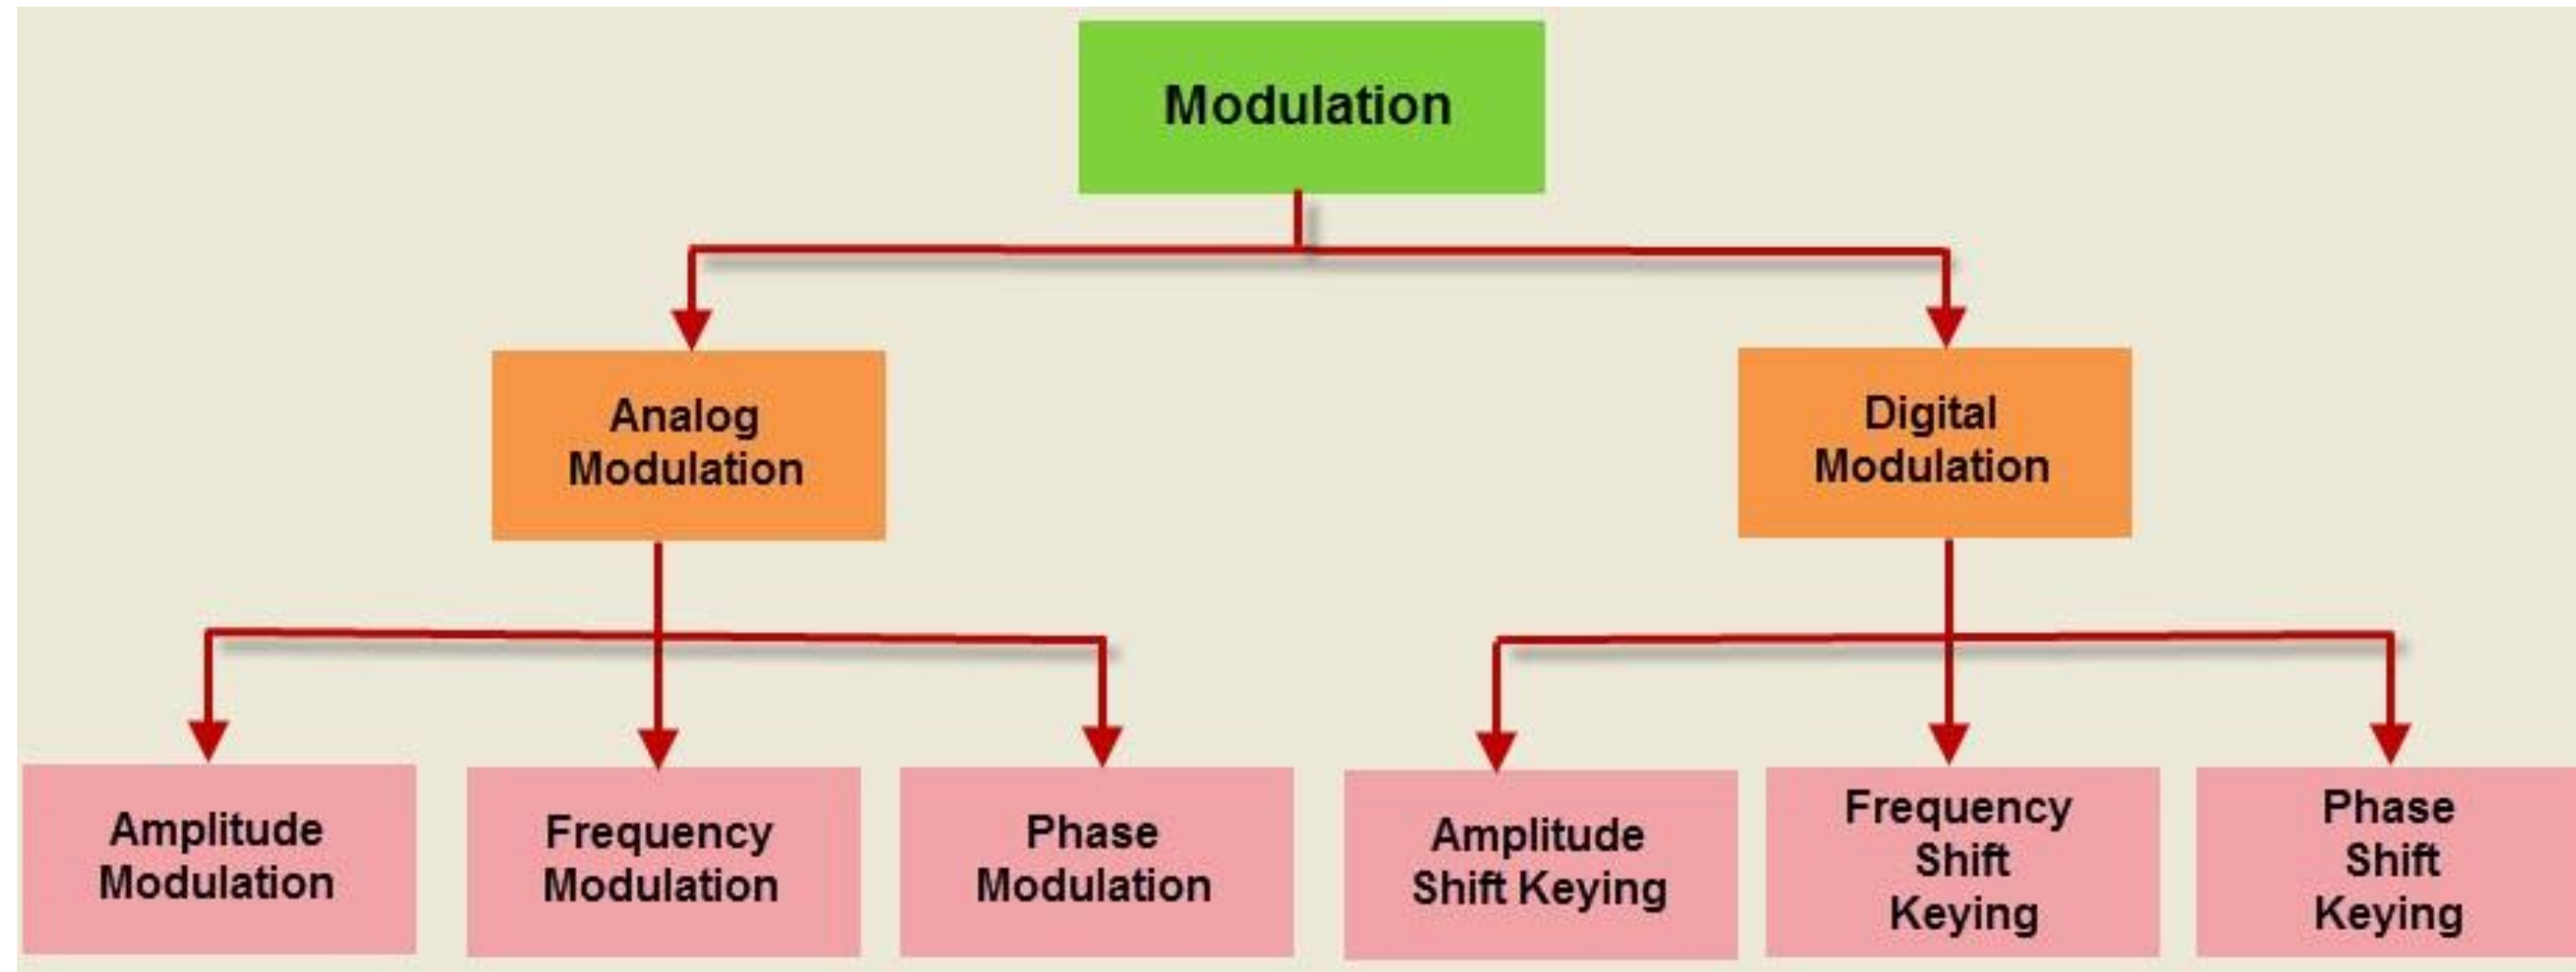 Modulation
Analog
Modulation
Digital
Modulation
Amplitude
Modulation
Frequency
Modulation
Phase
Modulation
Amplitude
Shift Keying
Frequency
Shift
Keying
Phase
Shift
Keying